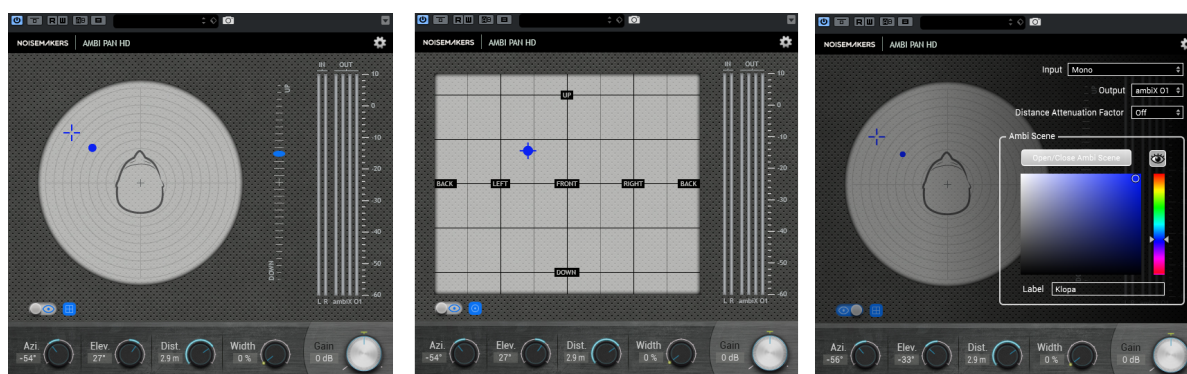 NOISEMAKERS AMBI PAN HD
IN OUT
UP
DOWN
10
0
-10
-20
-30
-40
-50
-60
L R ambiX O1
Azi. Elev. Dist. Width Gain
-54° 27° 2.9 m 0 % 0 dB
NOISEMAKERS AMBI PAN HD
IN OUT
UP
BACK LEFT FRONT RIGHT BACK
DOWN
10
0
-10
-20
-30
-40
-50
-60
L R ambiX O1
Azi. Elev. Dist. Width Gain
-54° 27° 2.9 m 0 % 0 dB
NOISEMAKERS AMBI PAN HD
Input Mono
Output ambiX O1
Distance Attenuation Factor Off
Ambi Scene
Open/Close Ambi Scene
Label Klopa
Azi. Elev. Dist. Width Gain
-56° -33° 2.9 m 0 % 0 dB